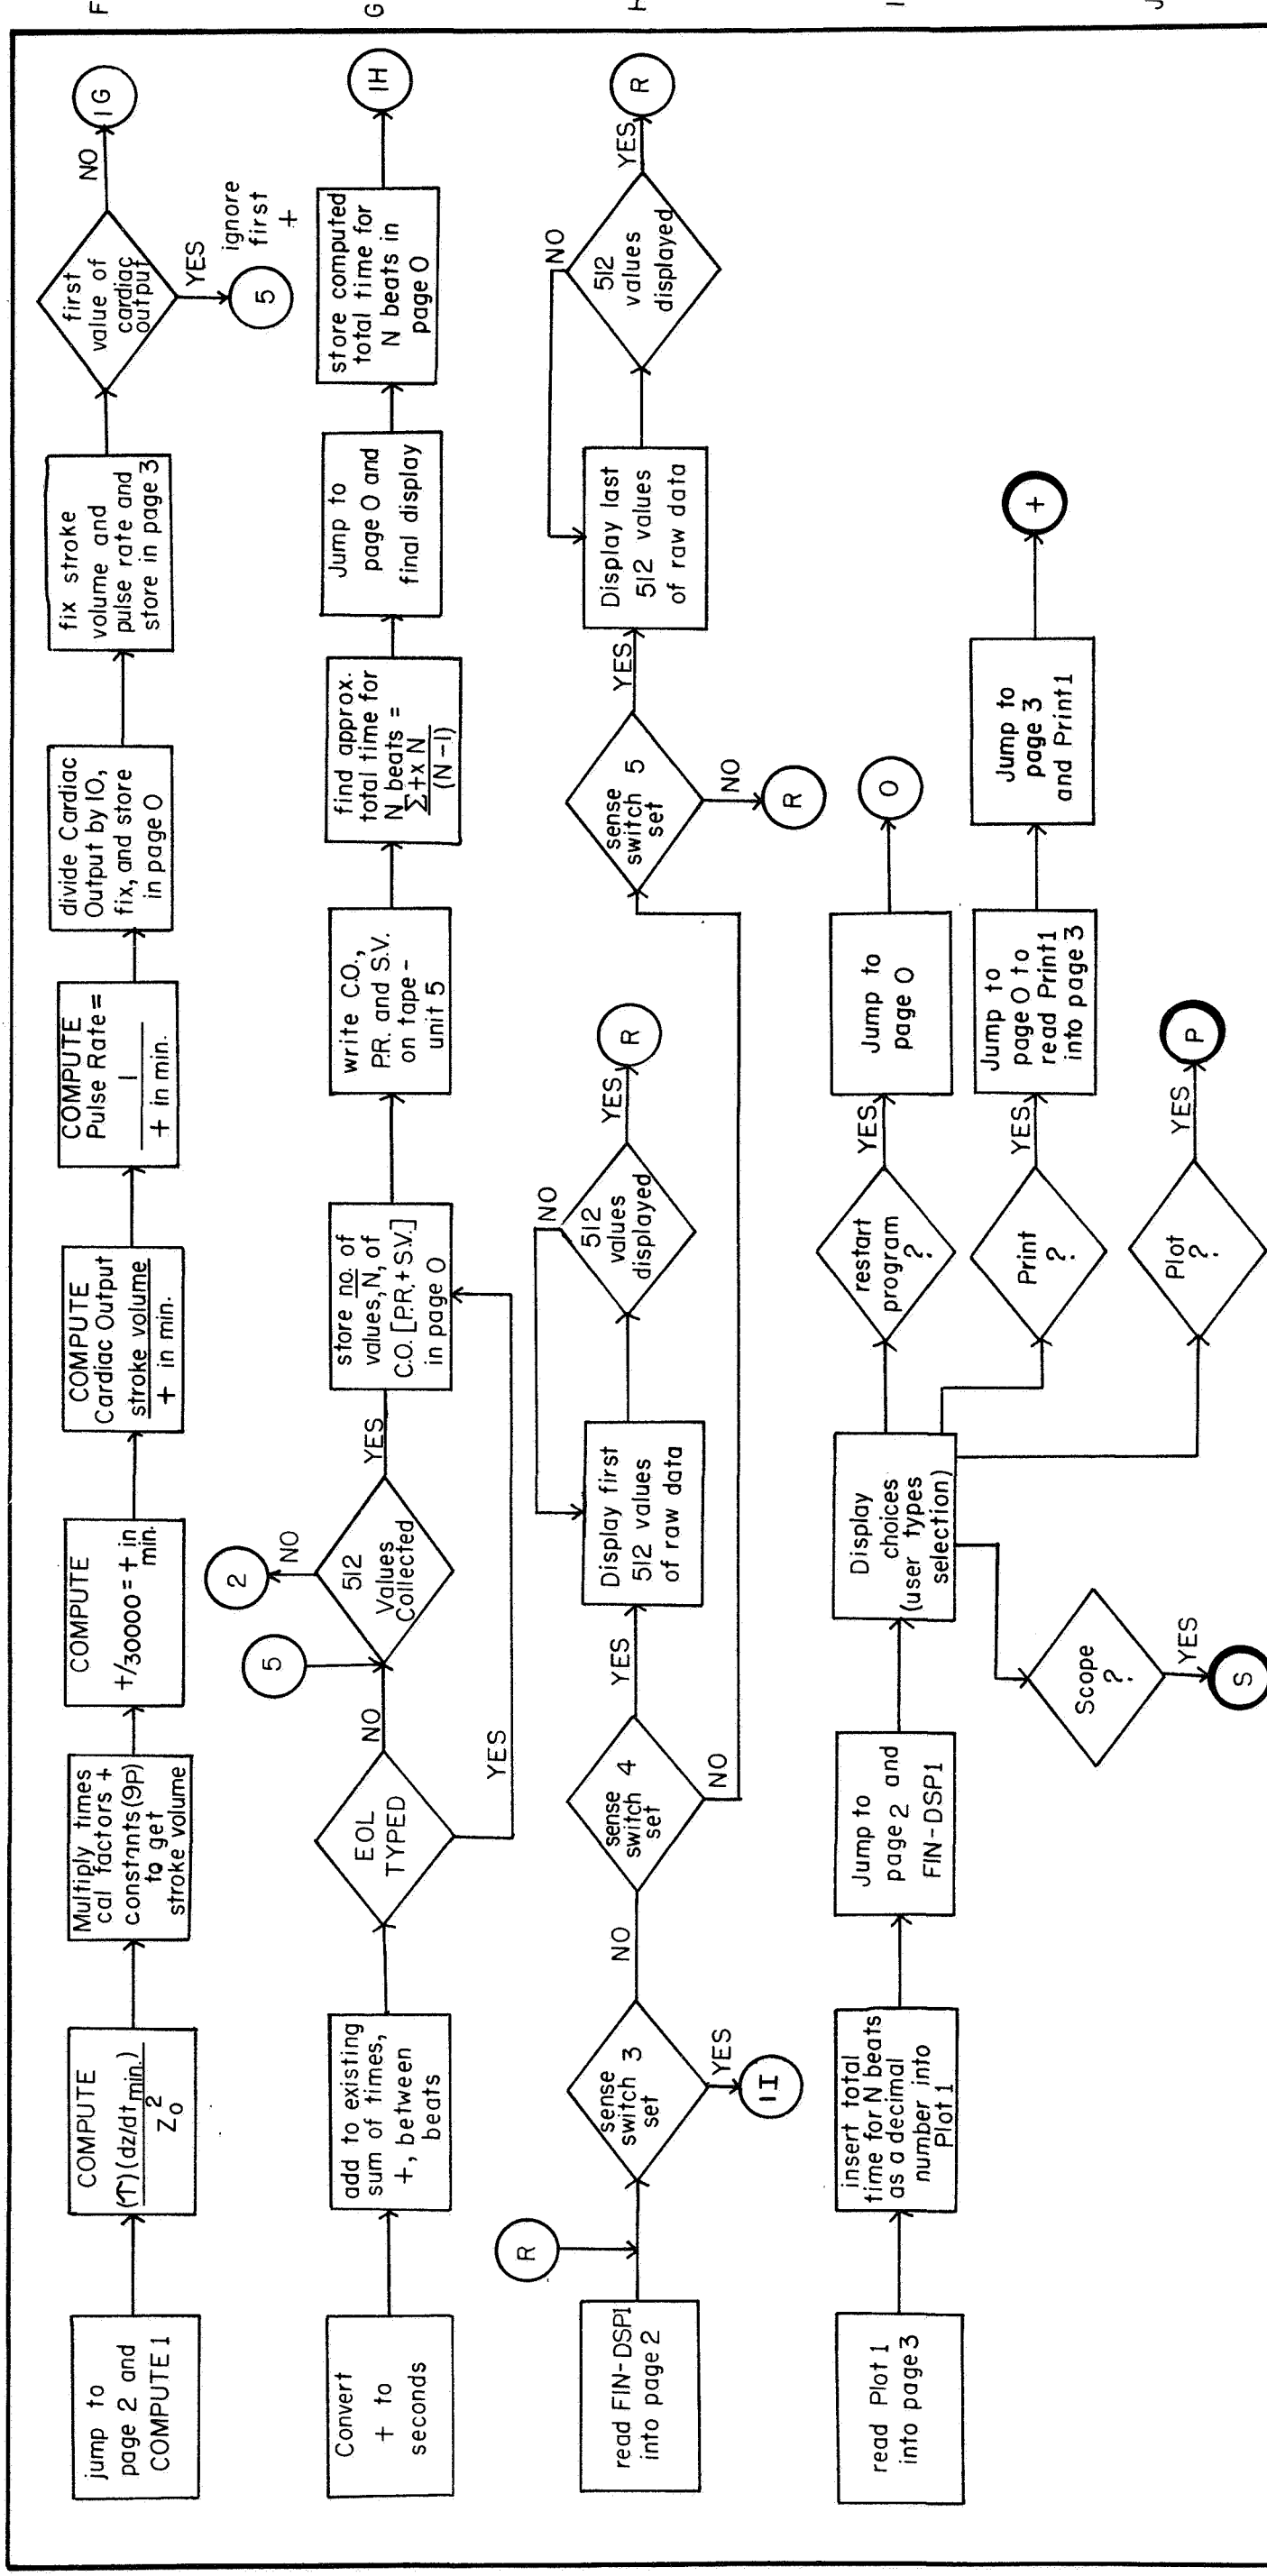 F
jump to
page 2 and
COMPUTE 1
COMPUTE
(T)(dz/dt min.)
Z₀²
Multiply times
cal factors +
constants(9P)
to get
stroke volume
COMPUTE
+/30000 = + in
min.
COMPUTE
Cardiac Output
stroke volume
+ in min.
COMPUTE
Pulse Rate =
1
+ in min.
divide Cardiac
Output by 10,
fix, and store
in page 0
fix stroke
volume and
pulse rate and
store in page 3
first
value of
cardiac
output
NO
1G
YES
5
ignore
first
+
G
Convert
+ to
seconds
add to existing
sum of times,
+, between
beats
EOL
TYPED
NO
YES
5
512
Values
Collected
NO
2
YES
store no. of
values, N, of
C.O. [P.R.+S.V.]
in page 0
write C.O.,
P.R. and S.V.
on tape -
unit 5
find approx.
total time for
N beats =
Σ+ x N
(N-1)
Jump to
page 0 and
final display
store computed
total time for
N beats in
page 0
1H
H
read FIN-DSP1
into page 2
R
sense
switch 3
set
YES
1I
NO
sense
switch 4
set
NO
YES
Display first
512 values
of raw data
512
values
displayed
NO
YES
R
sense
switch 5
set
NO
R
YES
Display last
512 values
of raw data
512
values
displayed
NO
YES
R
I
read Plot 1
into page 3
insert total
time for N beats
as a decimal
number into
Plot 1
Jump to
page 2 and
FIN-DSP1
Display
choices
(user types
selection)
restart
program
?
YES
Jump to
page 0
0
Print
?
YES
Jump to
page 0 to
read Print1
into page 3
Jump to
page 3
and Print1
+
Scope
?
YES
S
Plot
?
YES
P
J